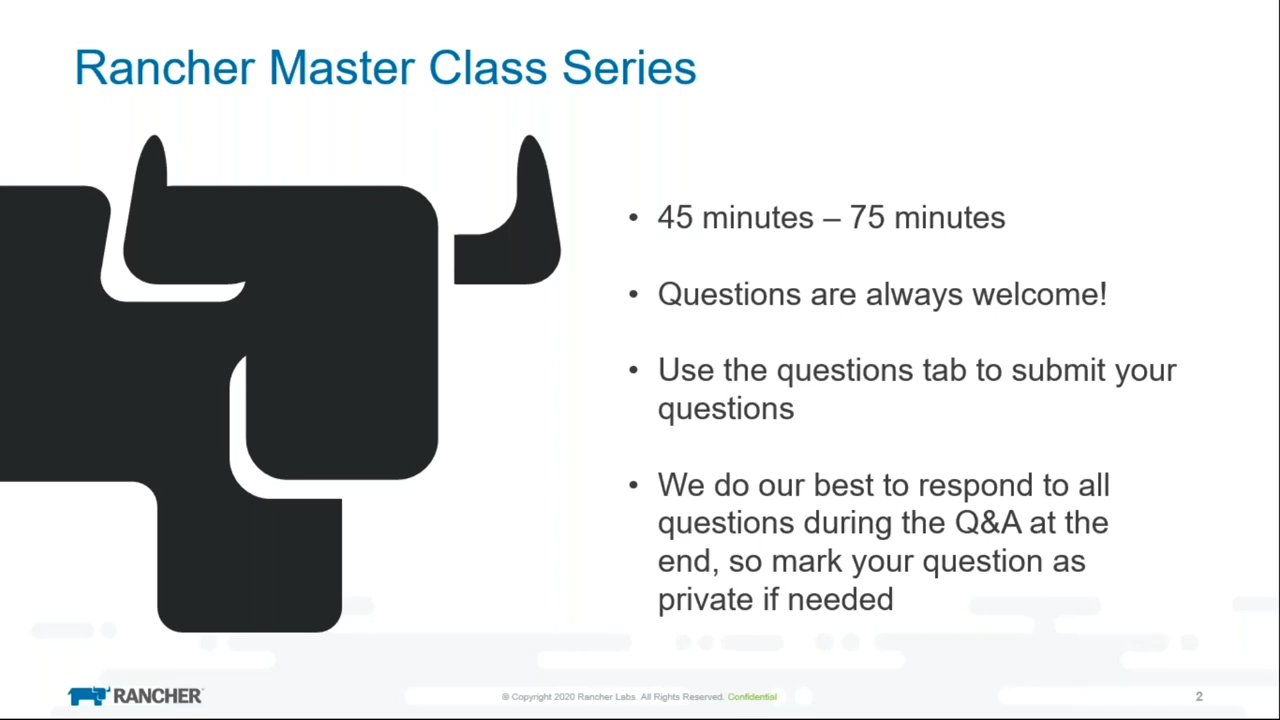 Rancher Master Class Series
• 45 minutes – 75 minutes
• Questions are always welcome!
• Use the questions tab to submit your
questions
• We do our best to respond to all
questions during the Q&A at the
end, so mark your question as
private if needed
RANCHER
© Copyright 2020 Rancher Labs. All Rights Reserved. Confidential
2